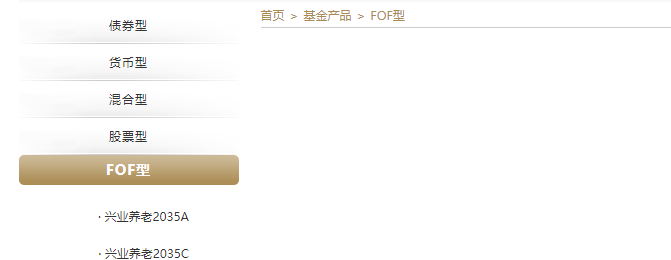 首页 > 基金产品 > FOF型
债券型
货币型
混合型
股票型
FOF型
· 兴业养老2035A
· 兴业养老2035C